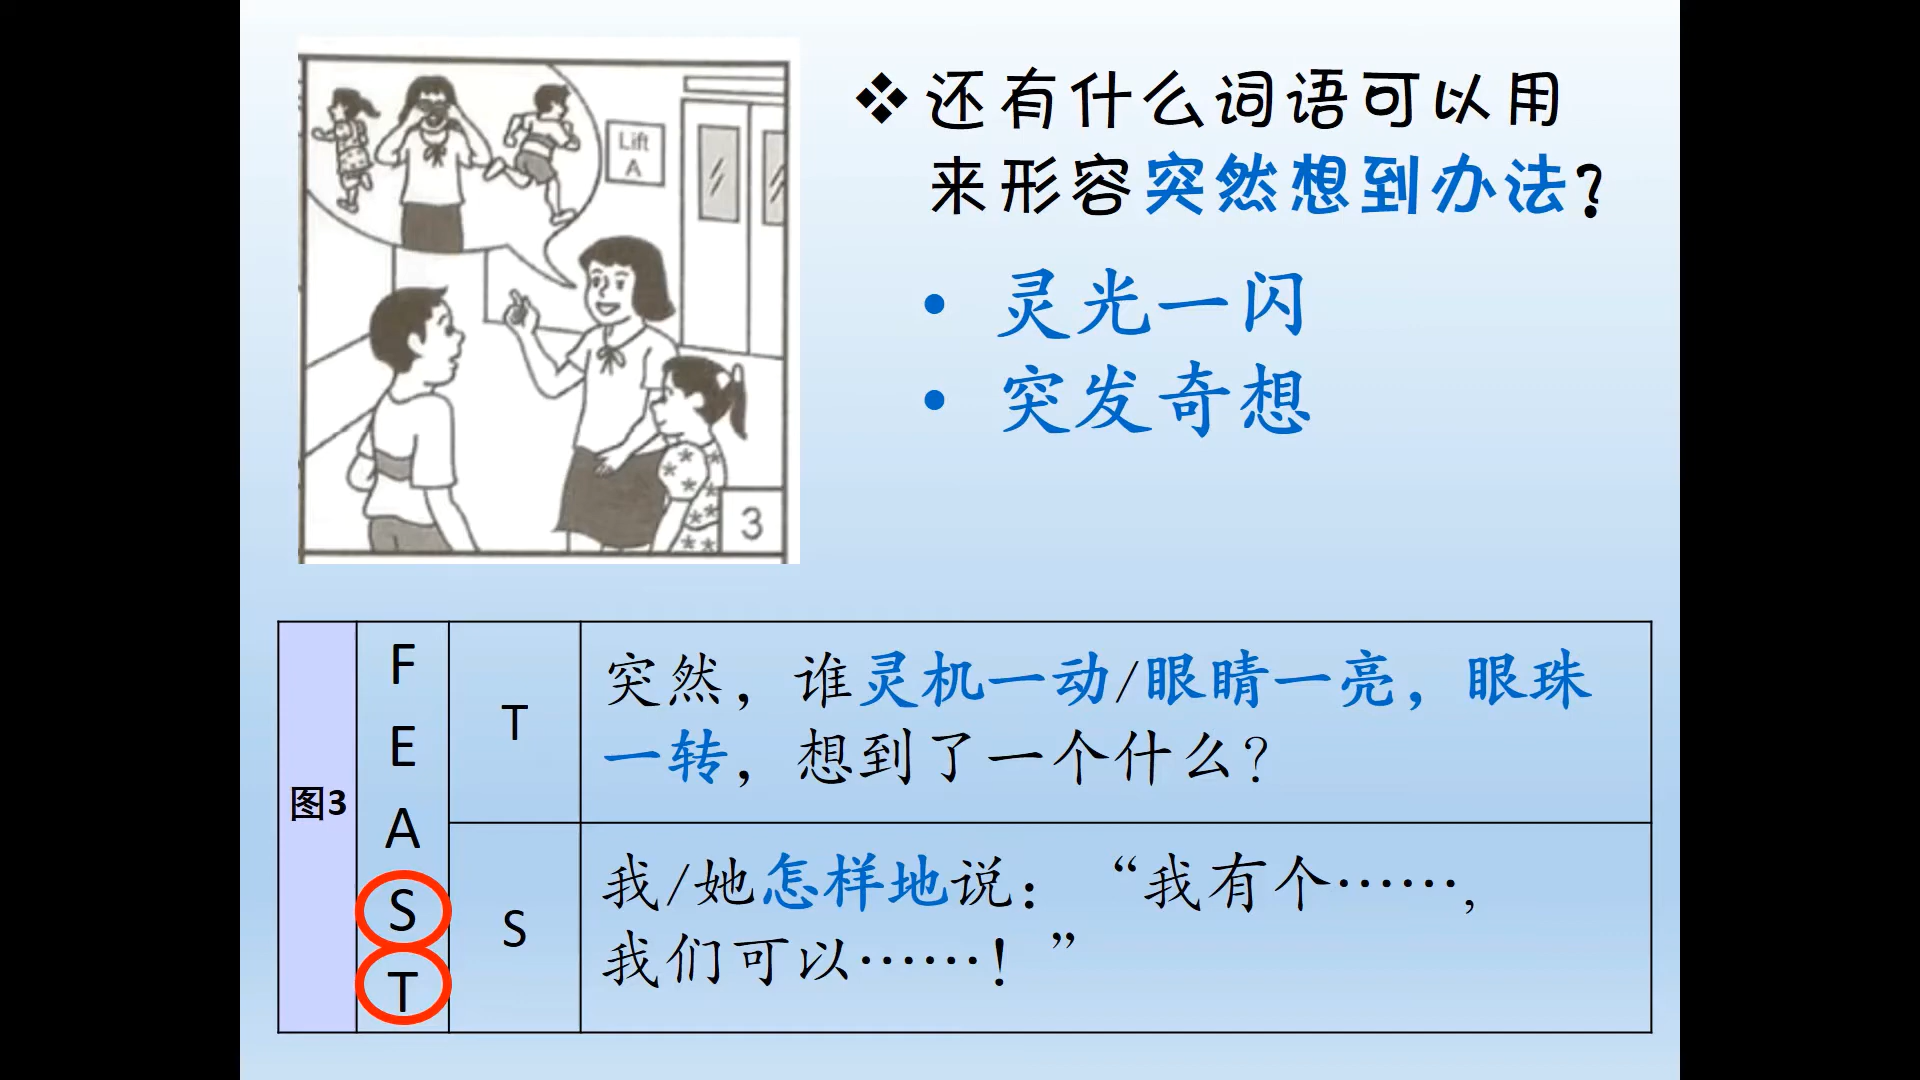 Lift
A
3
❖还有什么词语可以用
来形容突然想到办法?
• 灵光一闪
• 突发奇想
图3
F
E
A
S
T
T
突然，谁灵机一动/眼睛一亮，眼珠
一转，想到了一个什么？
S
我/她怎样地说：“我有个……，
我们可以……！”